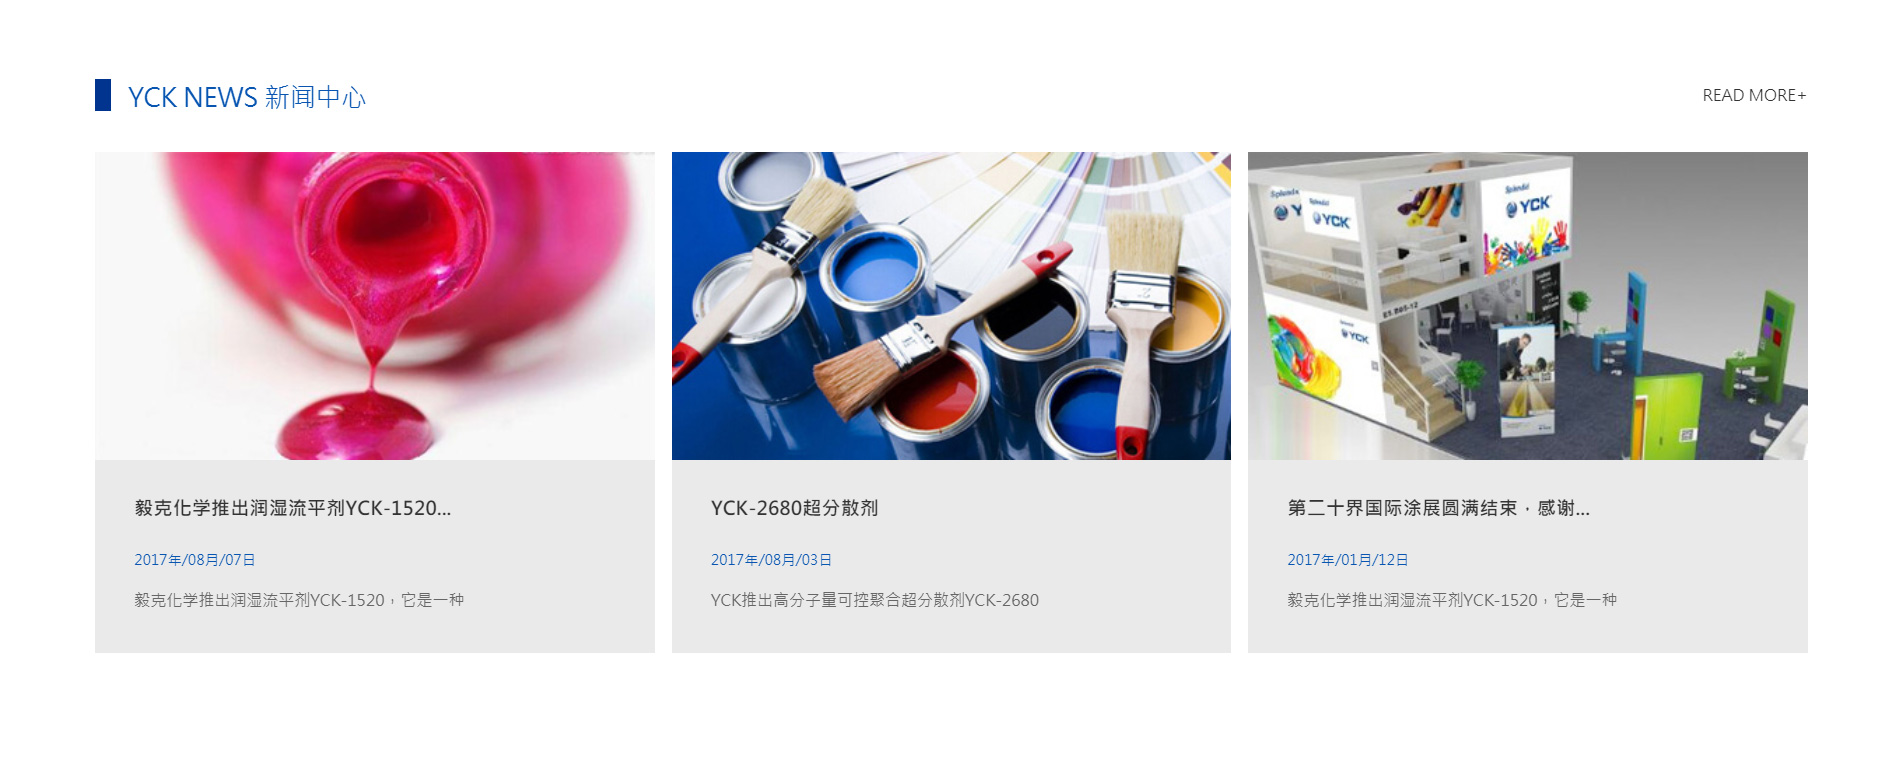 YCK NEWS 新闻中心
READ MORE+
Splendid
YCK
Splendid
YCK
YCK
毅克化学推出润湿流平剂YCK-1520...
2017年/08月/07日
毅克化学推出润湿流平剂YCK-1520，它是一种
YCK-2680超分散剂
2017年/08月/03日
YCK推出高分子量可控聚合超分散剂YCK-2680
第二十界国际涂展圆满结束，感谢...
2017年/01月/12日
毅克化学推出润湿流平剂YCK-1520，它是一种